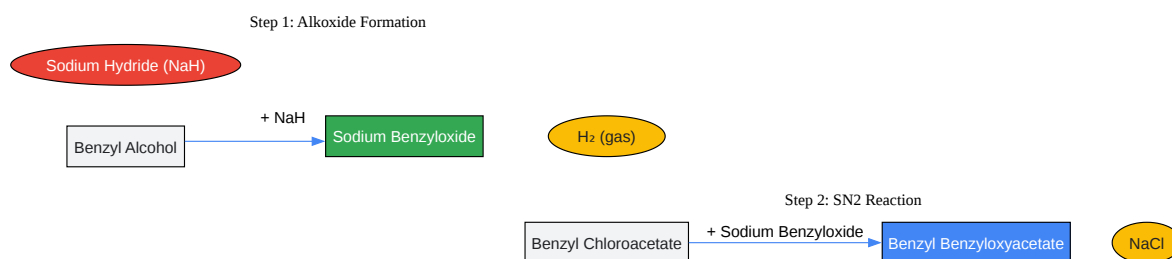 Step 1: Alkoxide Formation
Sodium Hydride (NaH)
+ NaH
Benzyl Alcohol
Sodium Benzyloxide
H₂ (gas)
Step 2: SN2 Reaction
Benzyl Chloroacetate
+ Sodium Benzyloxide
Benzyl Benzyloxyacetate
NaCl